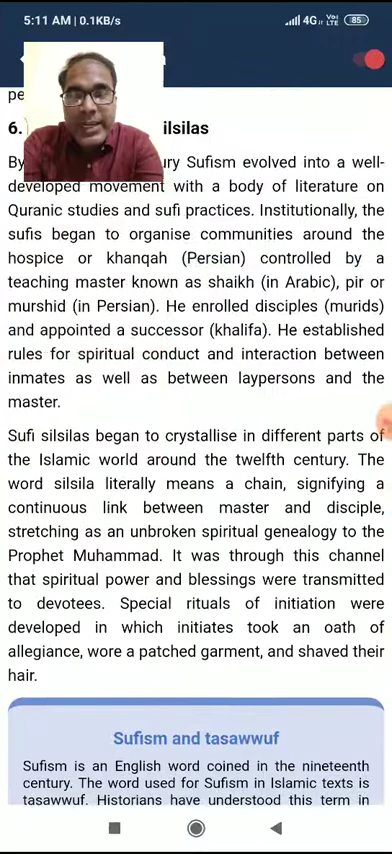 5:11 AM | 0.1KB/s
4G Vo LTE 85
pe
6. ilsilas
By ury Sufism evolved into a well-
developed movement with a body of literature on
Quranic studies and sufi practices. Institutionally, the
sufis began to organise communities around the
hospice or khanqah (Persian) controlled by a
teaching master known as shaikh (in Arabic), pir or
murshid (in Persian). He enrolled disciples (murids)
and appointed a successor (khalifa). He established
rules for spiritual conduct and interaction between
inmates as well as between laypersons and the
master.
Sufi silsilas began to crystallise in different parts of
the Islamic world around the twelfth century. The
word silsila literally means a chain, signifying a
continuous link between master and disciple,
stretching as an unbroken spiritual genealogy to the
Prophet Muhammad. It was through this channel
that spiritual power and blessings were transmitted
to devotees. Special rituals of initiation were
developed in which initiates took an oath of
allegiance, wore a patched garment, and shaved their
hair.
Sufism and tasawwuf
Sufism is an English word coined in the nineteenth
century. The word used for Sufism in Islamic texts is
tasawwuf. Historians have understood this term in